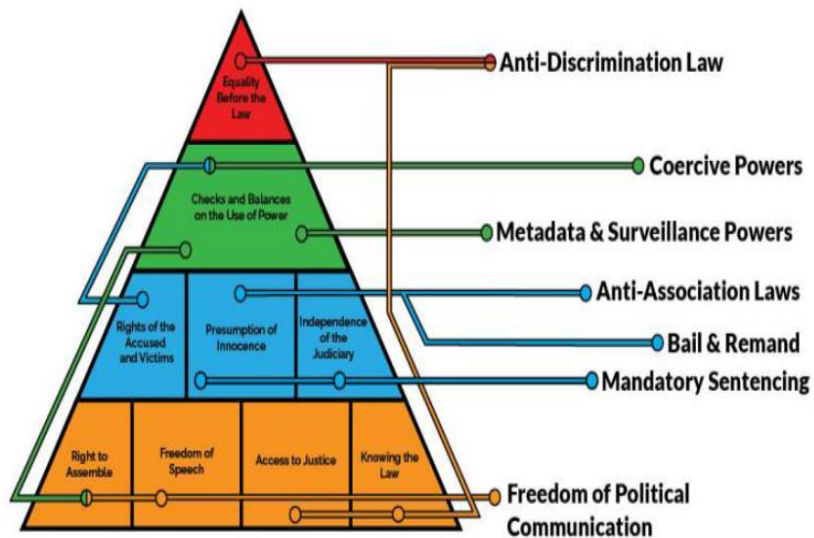 Equality
Before the
Law
Anti-Discrimination Law
Checks and Balances
on the Use of Power
Coercive Powers
Metadata & Surveillance Powers
Rights of the
Accused
and Victims
Presumption of
Innocence
Independence
of the
Judiciary
Anti-Association Laws
Bail & Remand
Mandatory Sentencing
Right to
Assemble
Freedom of
Speech
Access to Justice
Knowing the
Law
Freedom of Political
Communication